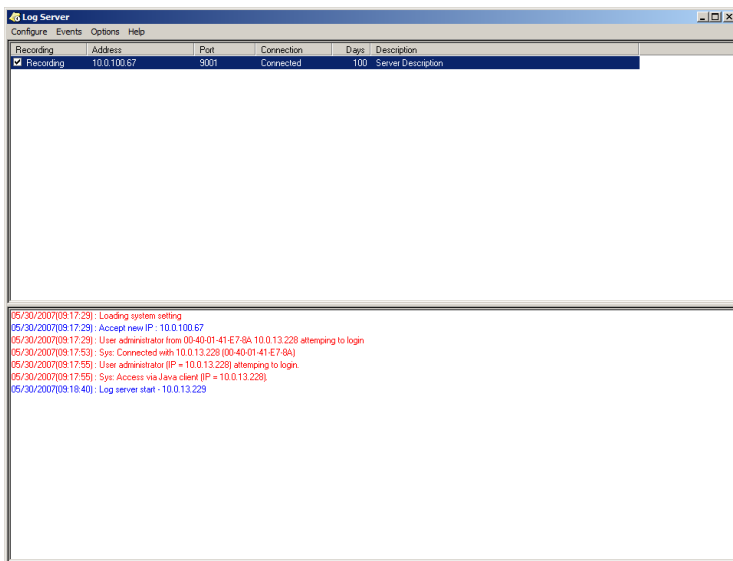 Log Server
Configure Events Options Help
Recording Address Port Connection Days Description
Recording 10.0.100.67 9001 Connected 100 Server Description
05/30/2007(09:17:29) : Loading system setting
05/30/2007(09:17:29) : Accept new IP : 10.0.100.67
05/30/2007(09:17:29) : User administrator from 00-40-01-41-E7-8A 10.0.13.228 attemping to login
05/30/2007(09:17:53) : Sys: Connected with 10.0.13.228 (00-40-01-41-E7-8A)
05/30/2007(09:17:55) : User administrator (IP = 10.0.13.228) attemping to login.
05/30/2007(09:17:55) : Sys: Access via Java client (IP = 10.0.13.228).
05/30/2007(09:18:40) : Log server start - 10.0.13.229